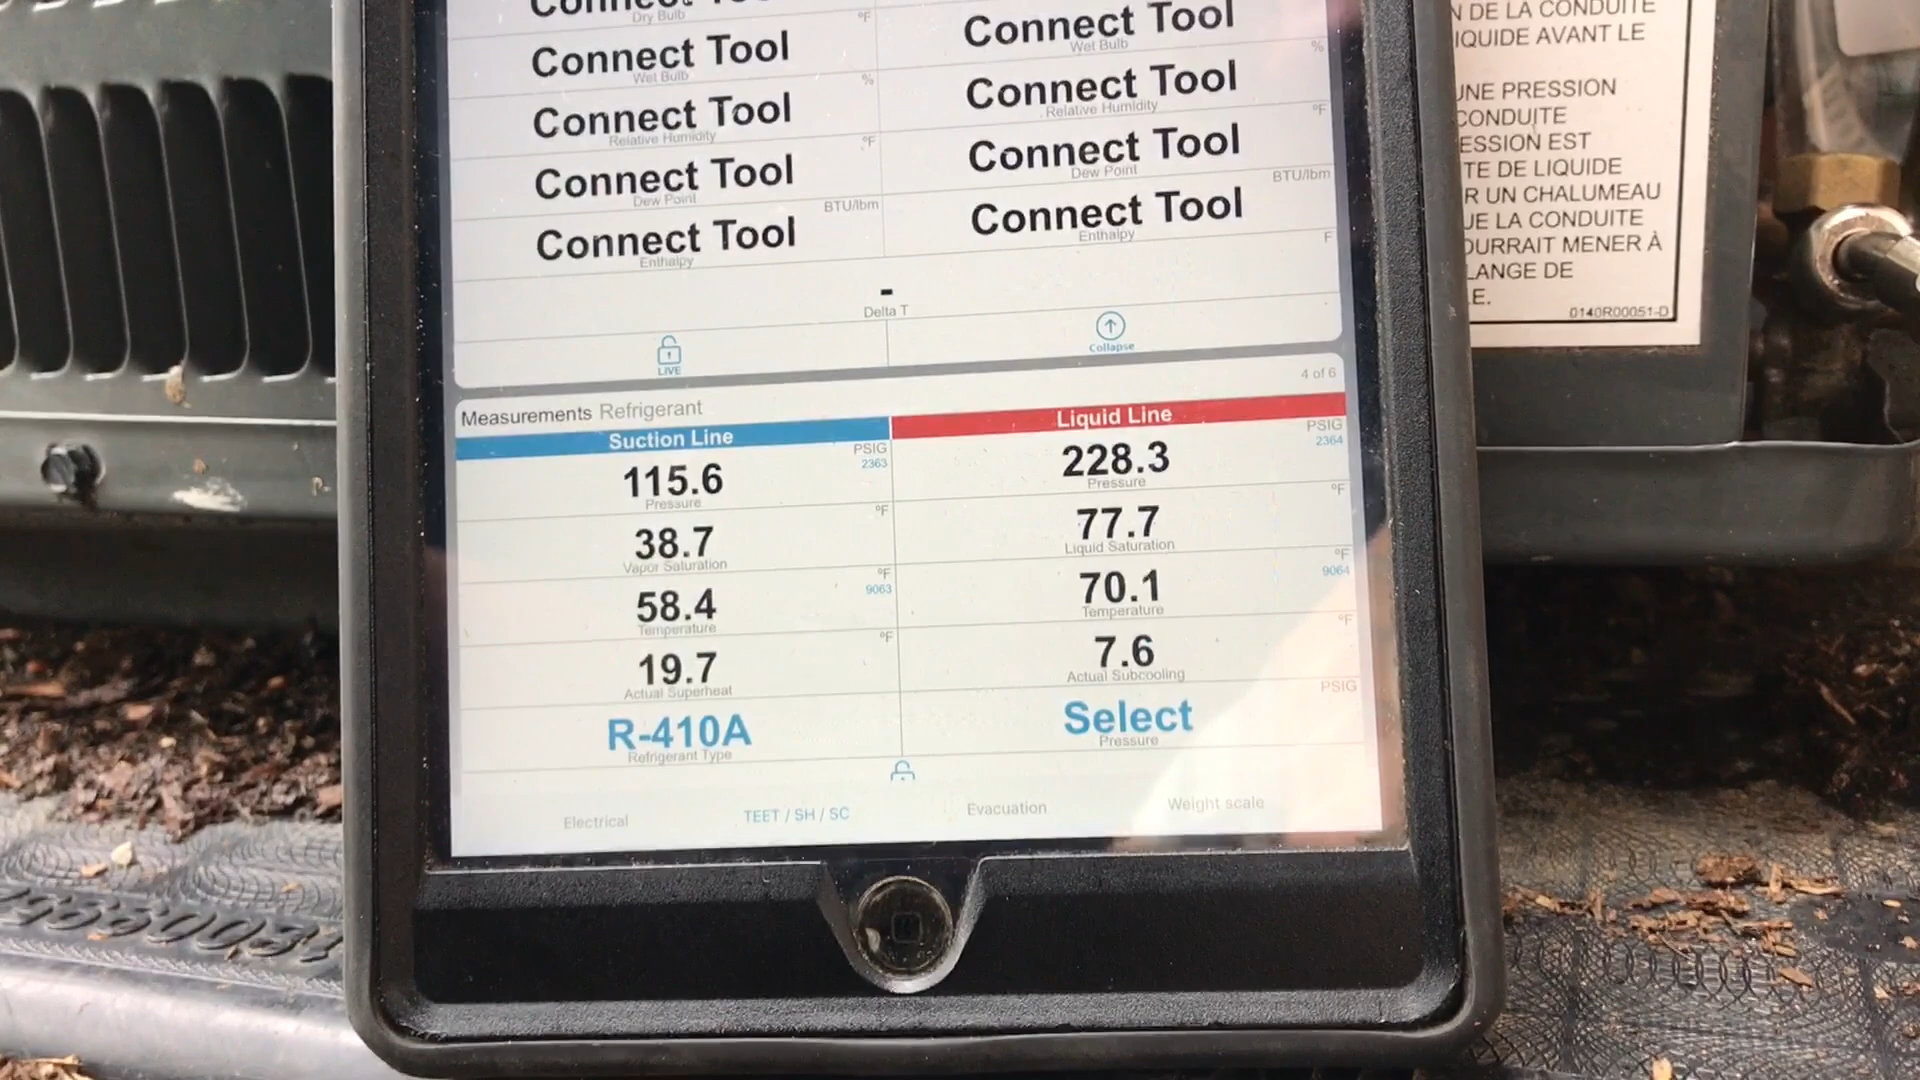 Dry Bulb
°F
Connect Tool
Wet Bulb
%
Connect Tool
Relative Humidity
°F
Connect Tool
Dew Point
BTU/lbm
Connect Tool
Enthalpy
Connect Tool
Wet Bulb
%
Connect Tool
Relative Humidity
°F
Connect Tool
Dew Point
BTU/lbm
Connect Tool
Enthalpy
F
-
Delta T
LIVE
Collapse
4 of 6
Measurements Refrigerant
Suction Line
PSIG
2363
115.6
Pressure
°F
38.7
Vapor Saturation
°F
9063
58.4
Temperature
°F
19.7
Actual Superheat
R-410A
Refrigerant Type
Liquid Line
PSIG
2364
228.3
Pressure
°F
77.7
Liquid Saturation
°F
9064
70.1
Temperature
°F
7.6
Actual Subcooling
PSIG
Select
Pressure
Electrical
TEET / SH / SC
Evacuation
Weight scale
DE LA CONDUITE
IQUIDE AVANT LE
UNE PRESSION
CONDUITE
ESSION EST
TE DE LIQUIDE
R UN CHALUMEAU
UE LA CONDUITE
OURRAIT MENER À
LANGE DE
E.
0140R00051-D